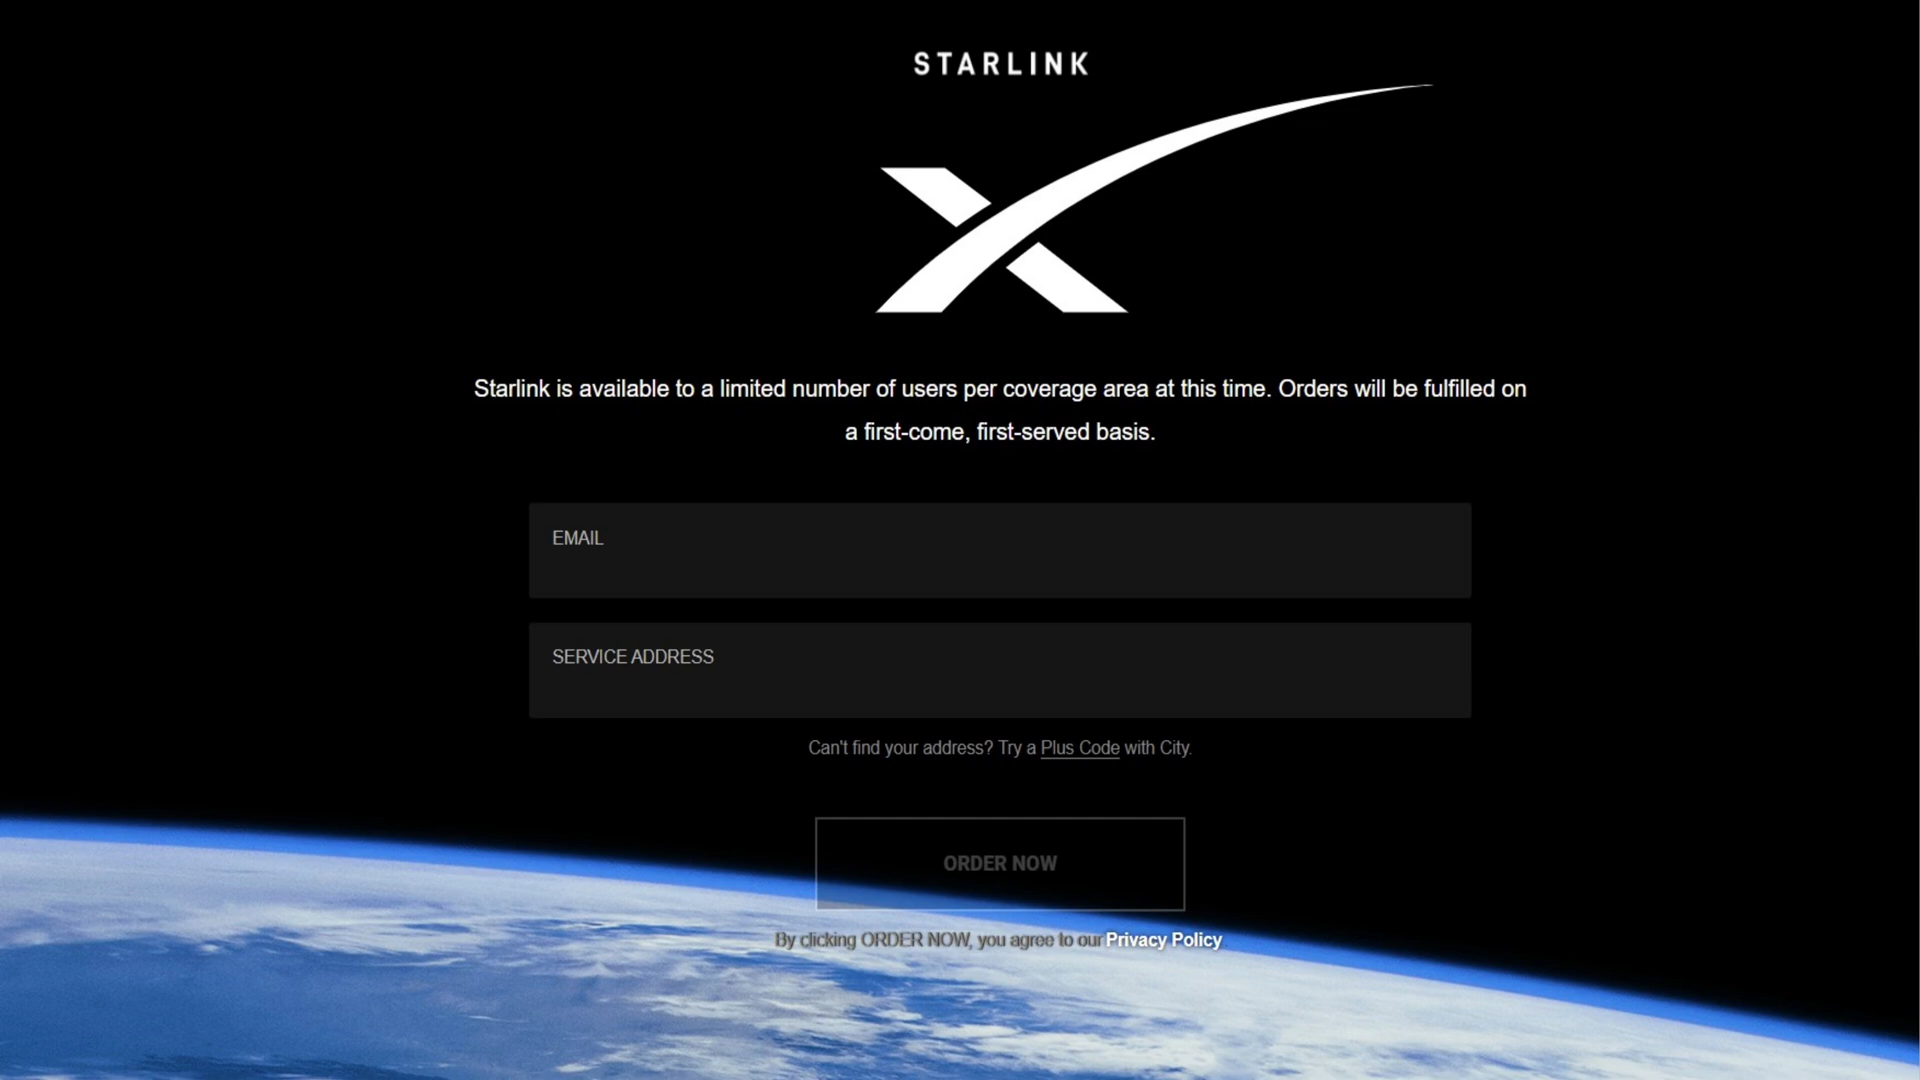 STARLINK
Starlink is available to a limited number of users per coverage area at this time. Orders will be fulfilled on
a first-come, first-served basis.
EMAIL
SERVICE ADDRESS
Can't find your address? Try a Plus Code with City.
ORDER NOW
By clicking ORDER NOW, you agree to our Privacy Policy